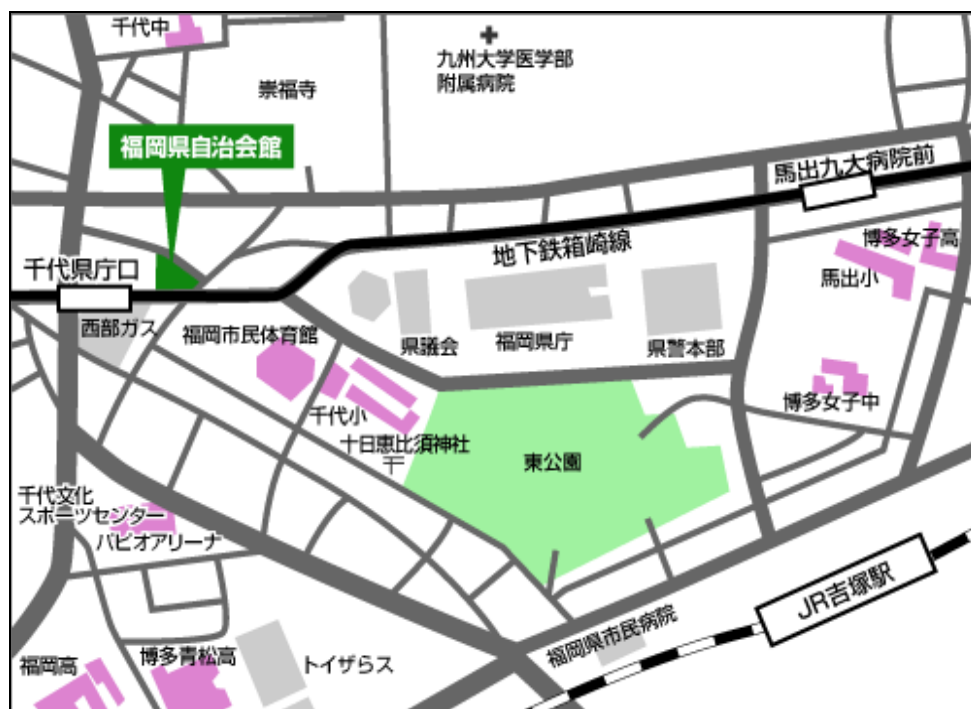 千代中
九州大学医学部
附属病院
崇福寺
福岡県自治会館
馬出九大病院前
地下鉄箱崎線
博多女子高
馬出小
千代県庁口
西部ガス
福岡市民体育館
県議会
福岡県庁
県警本部
千代小
博多女子中
十日恵比須神社
東公園
千代文化
スポーツセンター
パピオアリーナ
JR吉塚駅
福岡県市民病院
福岡高
博多青松高
トイザらス